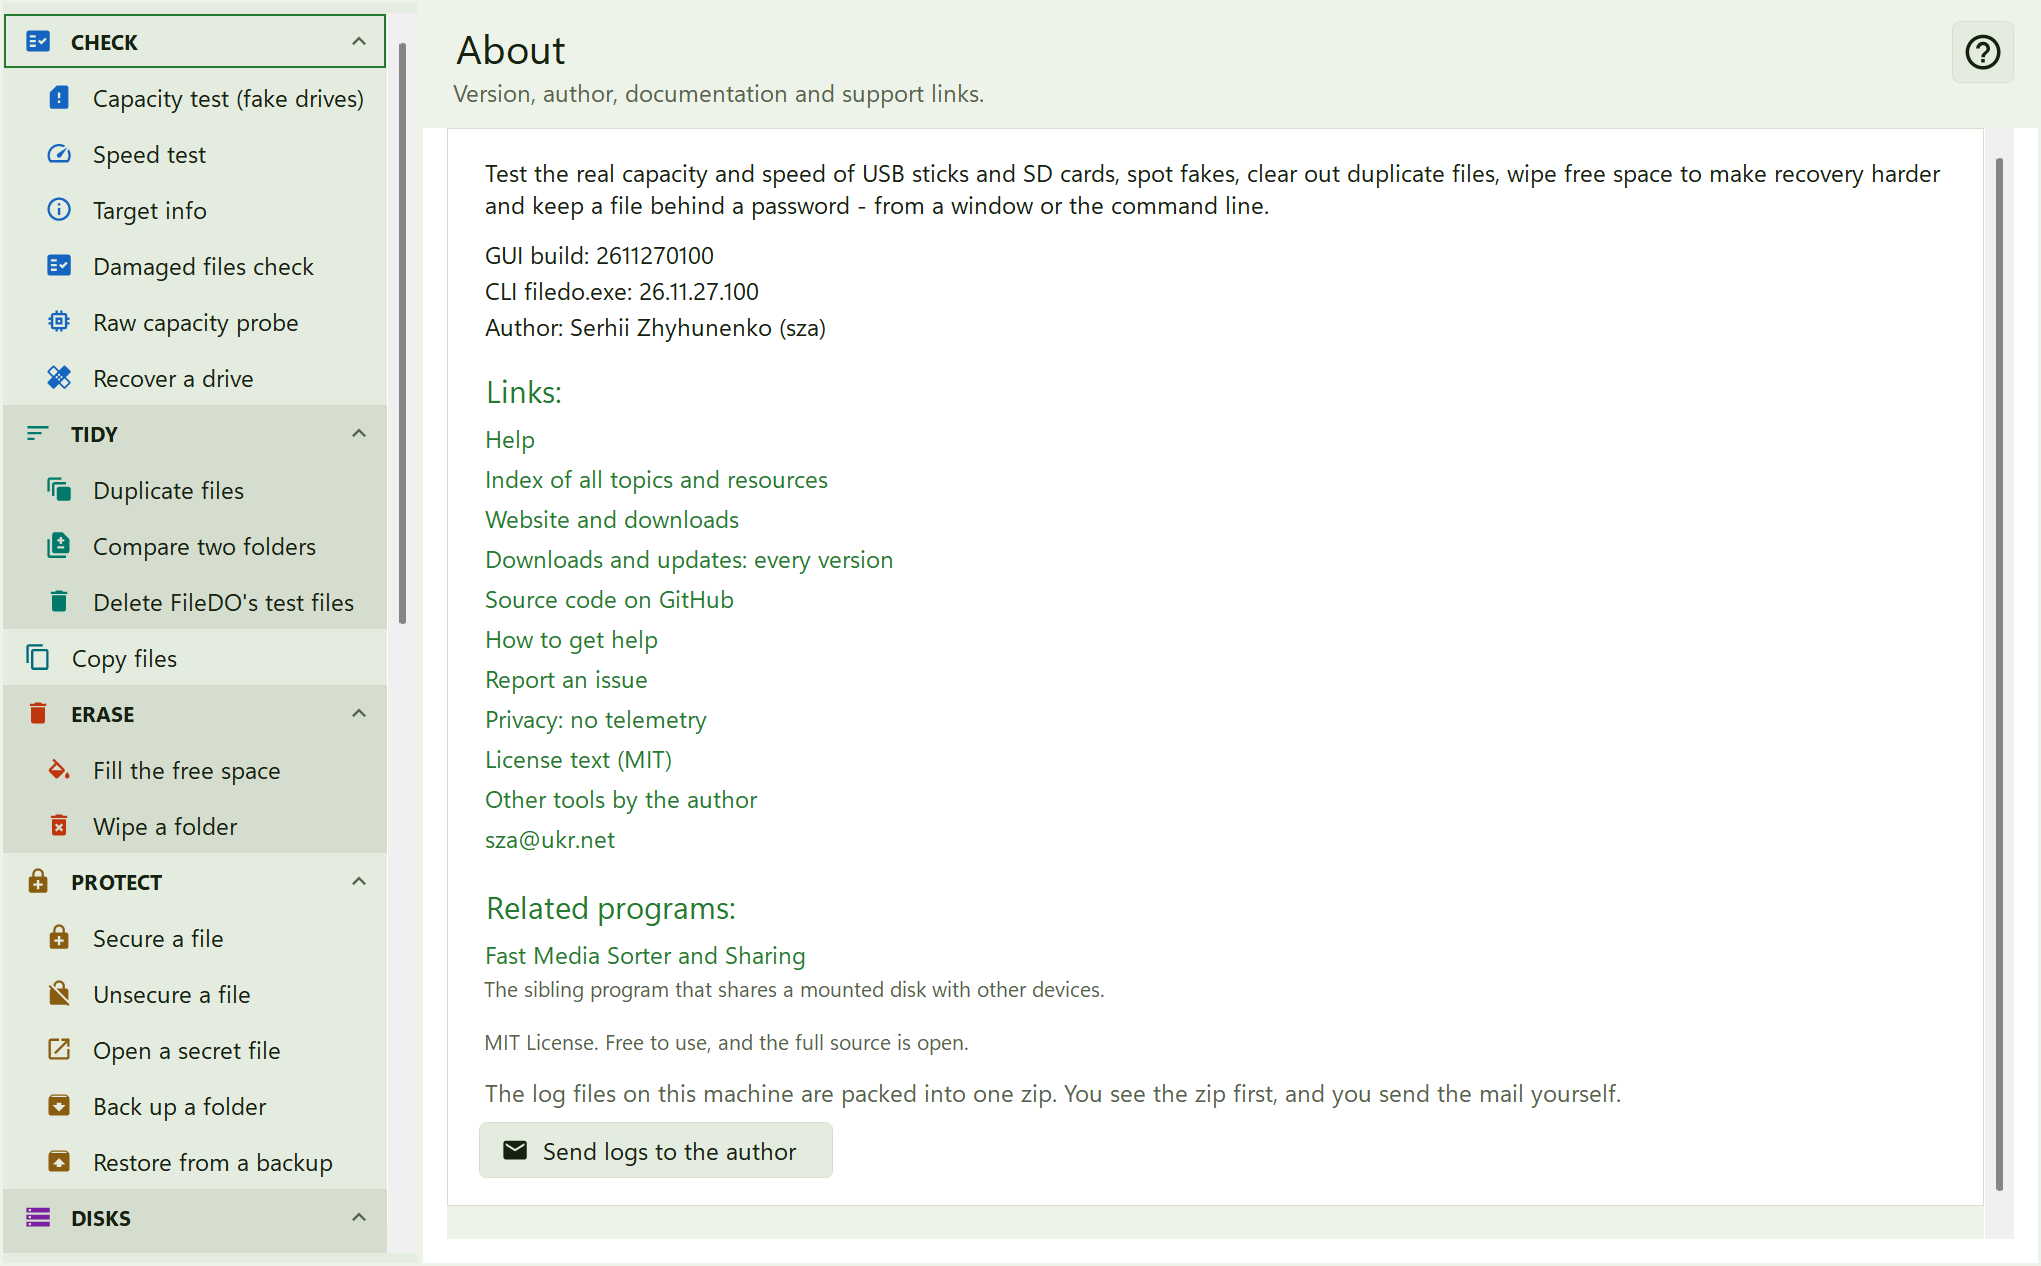 CHECK
Capacity test (fake drives)
Speed test
Target info
Damaged files check
Raw capacity probe
Recover a drive
TIDY
Duplicate files
Compare two folders
Delete FileDO's test files
Copy files
ERASE
Fill the free space
Wipe a folder
PROTECT
Secure a file
Unsecure a file
Open a secret file
Back up a folder
Restore from a backup
DISKS
About
Version, author, documentation and support links.
Test the real capacity and speed of USB sticks and SD cards, spot fakes, clear out duplicate files, wipe free space to make recovery harder
and keep a file behind a password - from a window or the command line.
GUI build: 2611270100
CLI filedo.exe: 26.11.27.100
Author: Serhii Zhyhunenko (sza)
Links:
Help
Index of all topics and resources
Website and downloads
Downloads and updates: every version
Source code on GitHub
How to get help
Report an issue
Privacy: no telemetry
License text (MIT)
Other tools by the author
sza@ukr.net
Related programs:
Fast Media Sorter and Sharing
The sibling program that shares a mounted disk with other devices.
MIT License. Free to use, and the full source is open.
The log files on this machine are packed into one zip. You see the zip first, and you send the mail yourself.
Send logs to the author